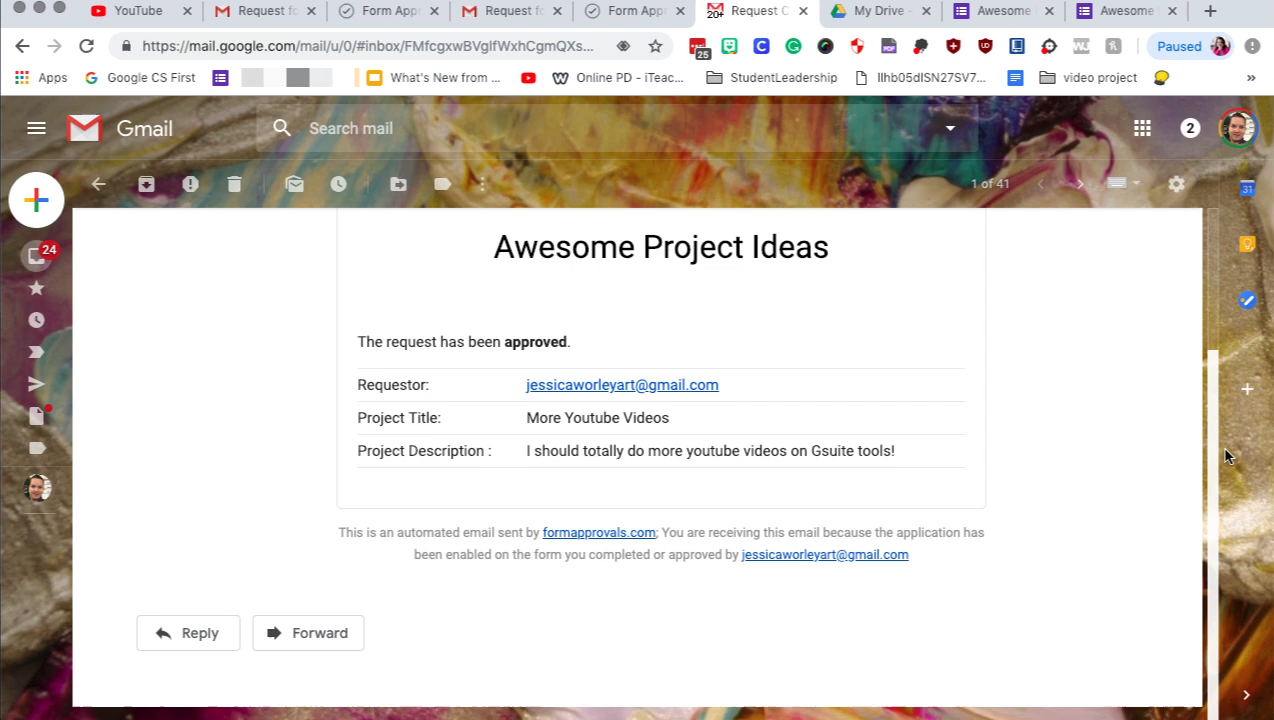 YouTube
Request fo
Form Appr
Request fo
Form Appr
20+ Request C
My Drive -
Awesome
Awesome
https://mail.google.com/mail/u/0/#inbox/FMfcgxwBVglfWxhCgmQXs...
25
Paused
Apps
Google CS First
What's New from ...
Online PD - iTeac...
StudentLeadership
video project
»
Gmail
Search mail
2
1 of 41
31
24
Awesome Project Ideas
The request has been approved.
Requestor: jessicaworleyart@gmail.com
Project Title: More Youtube Videos
Project Description : I should totally do more youtube videos on Gsuite tools!
This is an automated email sent by formapprovals.com; You are receiving this email because the application has
been enabled on the form you completed or approved by jessicaworleyart@gmail.com
Reply
Forward